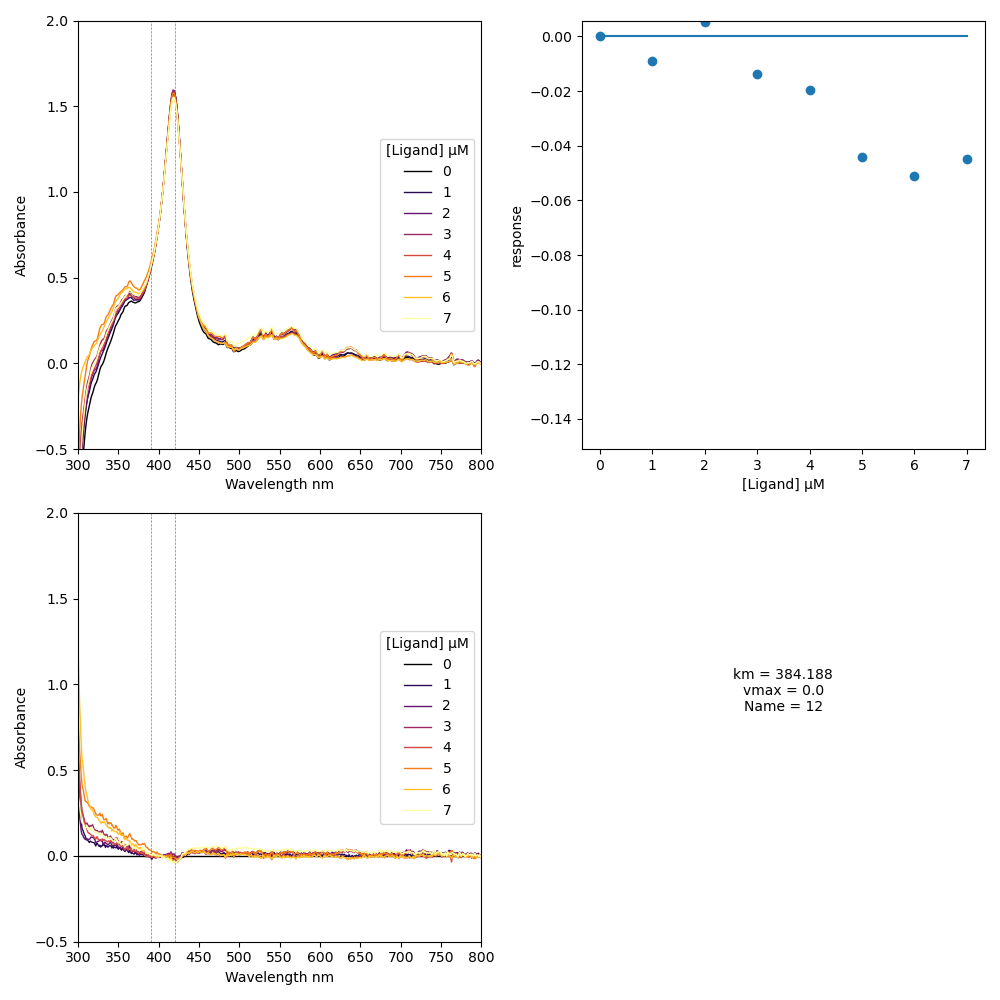 2.0
1.5
1.0
0.5
0.0
−0.5
Absorbance
300 350 400 450 500 550 600 650 700 750 800
Wavelength nm
[Ligand] µM
0
1
2
3
4
5
6
7
0.00
−0.02
−0.04
−0.06
−0.08
−0.10
−0.12
−0.14
response
0 1 2 3 4 5 6 7
[Ligand] µM
2.0
1.5
1.0
0.5
0.0
−0.5
Absorbance
300 350 400 450 500 550 600 650 700 750 800
Wavelength nm
[Ligand] µM
0
1
2
3
4
5
6
7
km = 384.188
vmax = 0.0
Name = 12